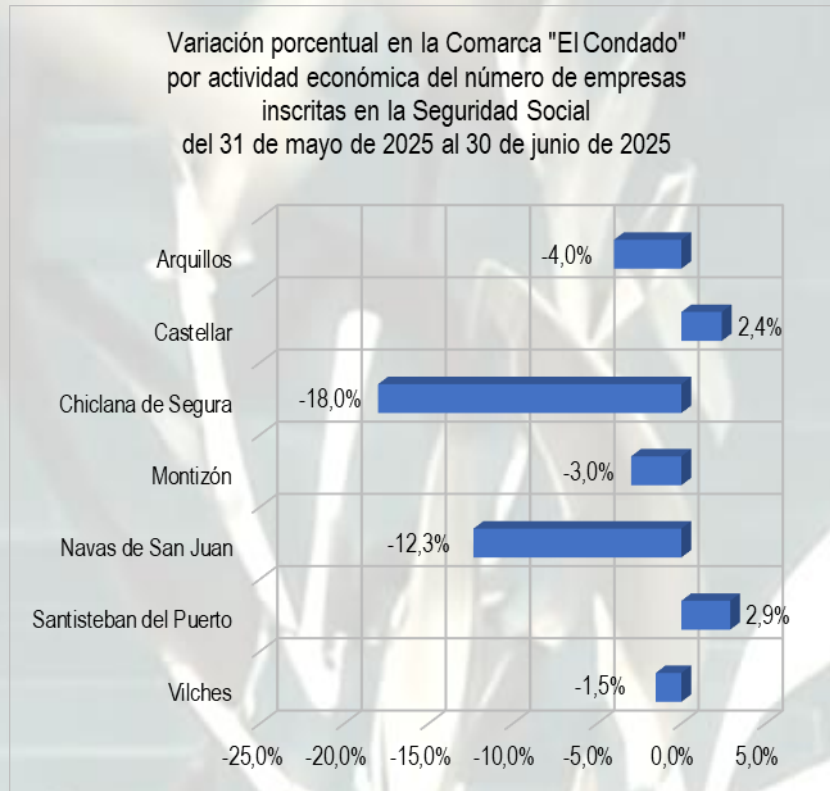 Variación porcentual en la Comarca "El Condado"
por actividad económica del número de empresas
inscritas en la Seguridad Social
del 31 de mayo de 2025 al 30 de junio de 2025
Arquillos
-4,0%
Castellar
2,4%
Chiclana de Segura
-18,0%
Montizón
-3,0%
Navas de San Juan
-12,3%
Santisteban del Puerto
2,9%
Vilches
-1,5%
-25,0% -20,0% -15,0% -10,0% -5,0% 0,0% 5,0%